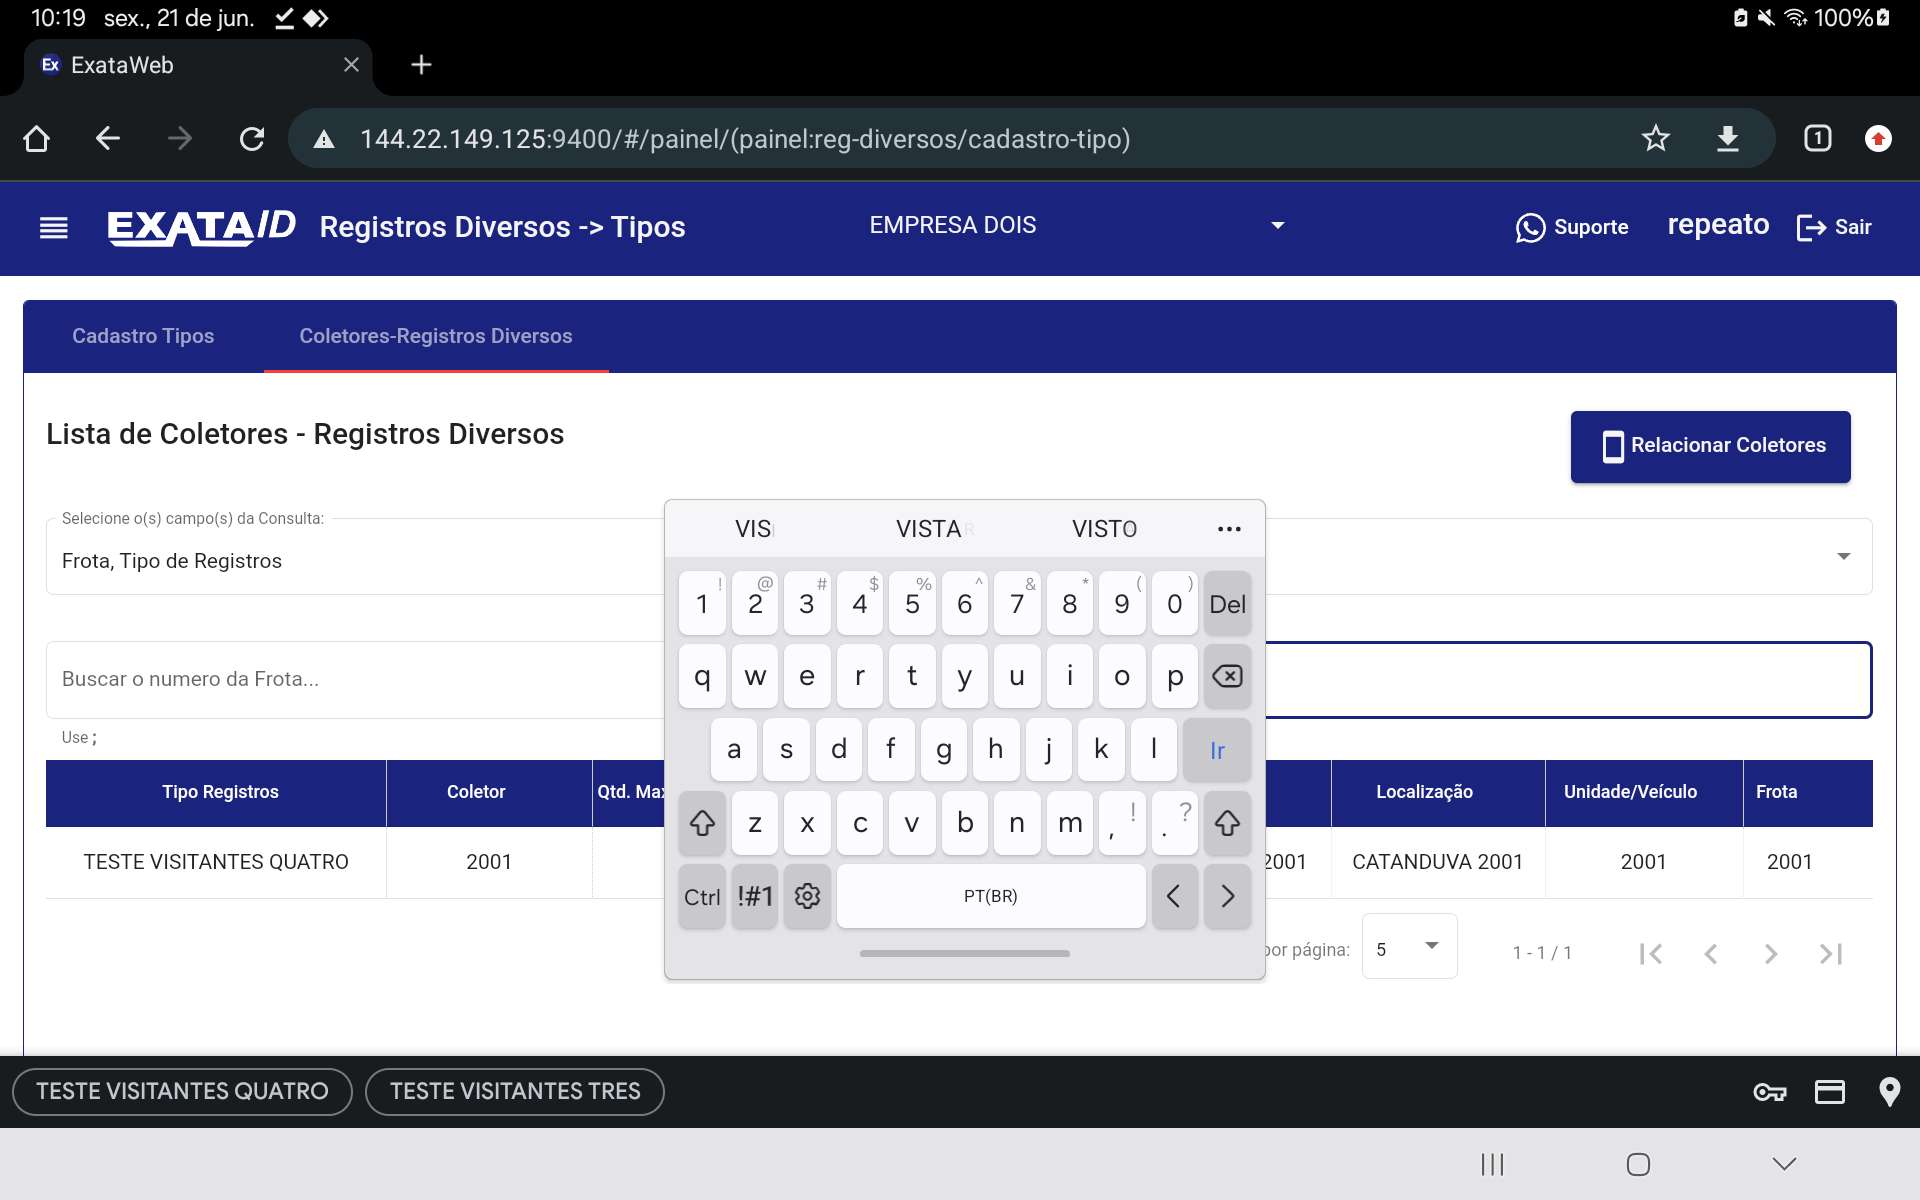 10:19 sex., 21 de jun. 100%
Ex ExataWeb
144.22.149.125:9400/#/painel/(painel:reg-diversos/cadastro-tipo) 1
EXATA/D Registros Diversos -> Tipos EMPRESA DOIS Suporte repeato Sair
Cadastro Tipos Coletores-Registros Diversos
Lista de Coletores - Registros Diversos
Relacionar Coletores
Selecione o(s) campo(s) da Consulta:
Frota, Tipo de Registros
VIS VISTA VISTO ...
! @ # $ % ^ & * ( )
1 2 3 4 5 6 7 8 9 0 Del
Buscar o numero da Frota...
q w e r t y u i o p
Use ;
a s d f g h j k l Ir
Tipo Registros Coletor Qtd. Max Localização Unidade/Veículo Frota
z x c v b n m , ! . ?
TESTE VISITANTES QUATRO 2001 2001 CATANDUVA 2001 2001 2001
Ctrl !#1 PT(BR) < >
por página: 5 1 - 1 / 1
TESTE VISITANTES QUATRO TESTE VISITANTES TRES